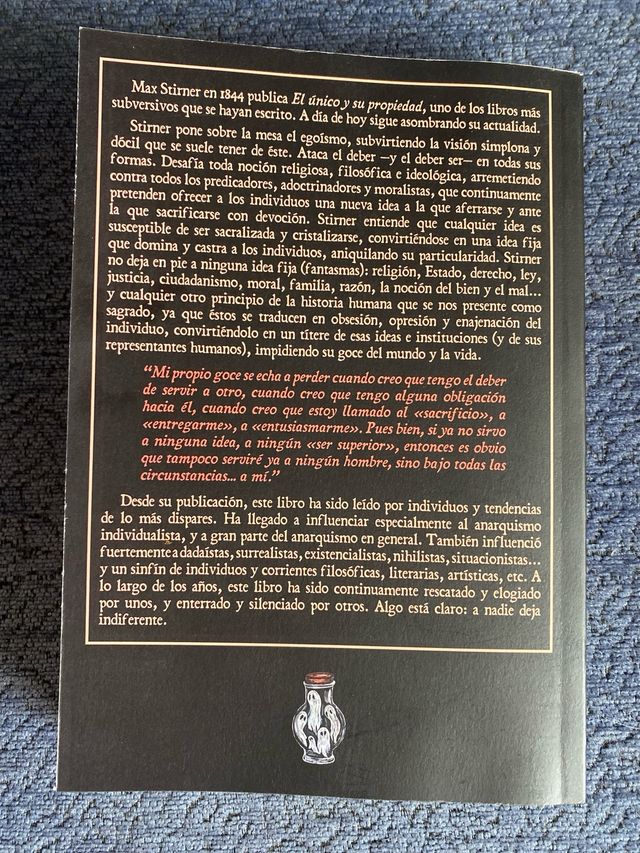 Max Stirner en 1844 publica El único y su propiedad, uno de los libros más
subversivos que se hayan escrito. A día de hoy sigue asombrando su actualidad.
Stirner pone sobre la mesa el egoísmo, subvirtiendo la visión simplona y
dócil que se suele tener de éste. Ataca el deber —y el deber ser— en todas sus
formas. Desafía toda noción religiosa, filosófica e ideológica, arremetiendo
contra todos los predicadores, adoctrinadores y moralistas, que continuamente
pretenden ofrecer a los individuos una nueva idea a la que aferrarse y ante
la que sacrificarse con devoción. Stirner entiende que cualquier idea es
susceptible de ser sacralizada y cristalizarse, convirtiéndose en una idea fija
que domina y castra a los individuos, aniquilando su particularidad. Stirner
no deja en pie a ninguna idea fija (fantasmas): religión, Estado, derecho, ley,
justicia, ciudadanismo, moral, familia, razón, la noción del bien y el mal...
y cualquier otro principio de la historia humana que se nos presente como
sagrado, ya que éstos se traducen en obsesión, opresión y enajenación del
individuo, convirtiéndolo en un títere de esas ideas e instituciones (y de sus
representantes humanos), impidiendo su goce del mundo y la vida.
“Mi propio goce se echa a perder cuando creo que tengo el deber
de servir a otro, cuando creo que tengo alguna obligación
hacia él, cuando creo que estoy llamado al «sacrificio», a
«entregarme», a «entusiasmarme». Pues bien, si ya no sirvo
a ninguna idea, a ningún «ser superior», entonces es obvio
que tampoco serviré ya a ningún hombre, sino bajo todas las
circunstancias... a mí.”
Desde su publicación, este libro ha sido leído por individuos y tendencias
de lo más dispares. Ha llegado a influenciar especialmente al anarquismo
individualista, y a gran parte del anarquismo en general. También influenció
fuertemente a dadaístas, surrealistas, existencialistas, nihilistas, situacionistas...
y un sinfín de individuos y corrientes filosóficas, literarias, artísticas, etc. A
lo largo de los años, este libro ha sido continuamente rescatado y elogiado
por unos, y enterrado y silenciado por otros. Algo está claro: a nadie deja
indiferente.